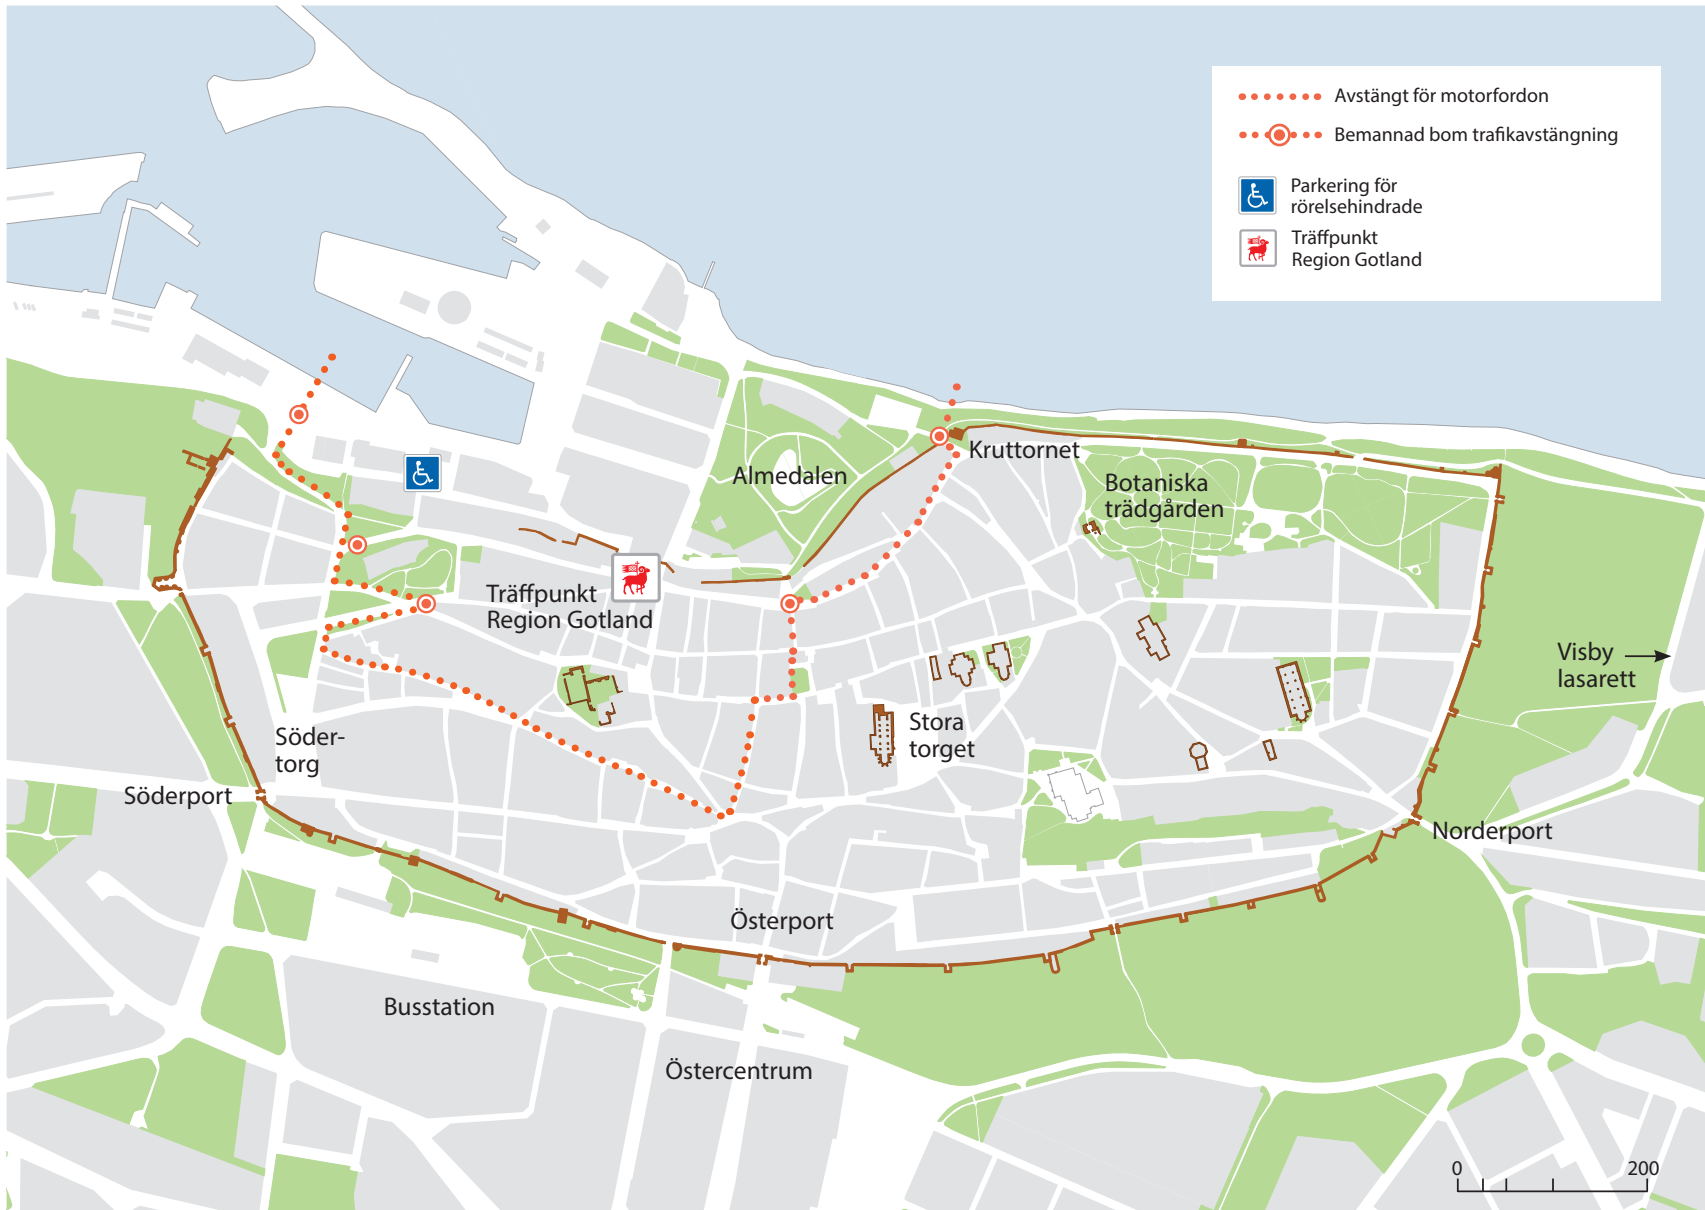 Avstängt för motorfordon
Bemannad bom trafikavstängning
Parkering för
rörelsehindrade
Träffpunkt
Region Gotland
Kruttornet
Almedalen
Botaniska
trädgården
Träffpunkt
Region Gotland
Visby
lasarett
Stora
torget
Söder-
torg
Söderport
Norderport
Österport
Busstation
Östercentrum
0 200